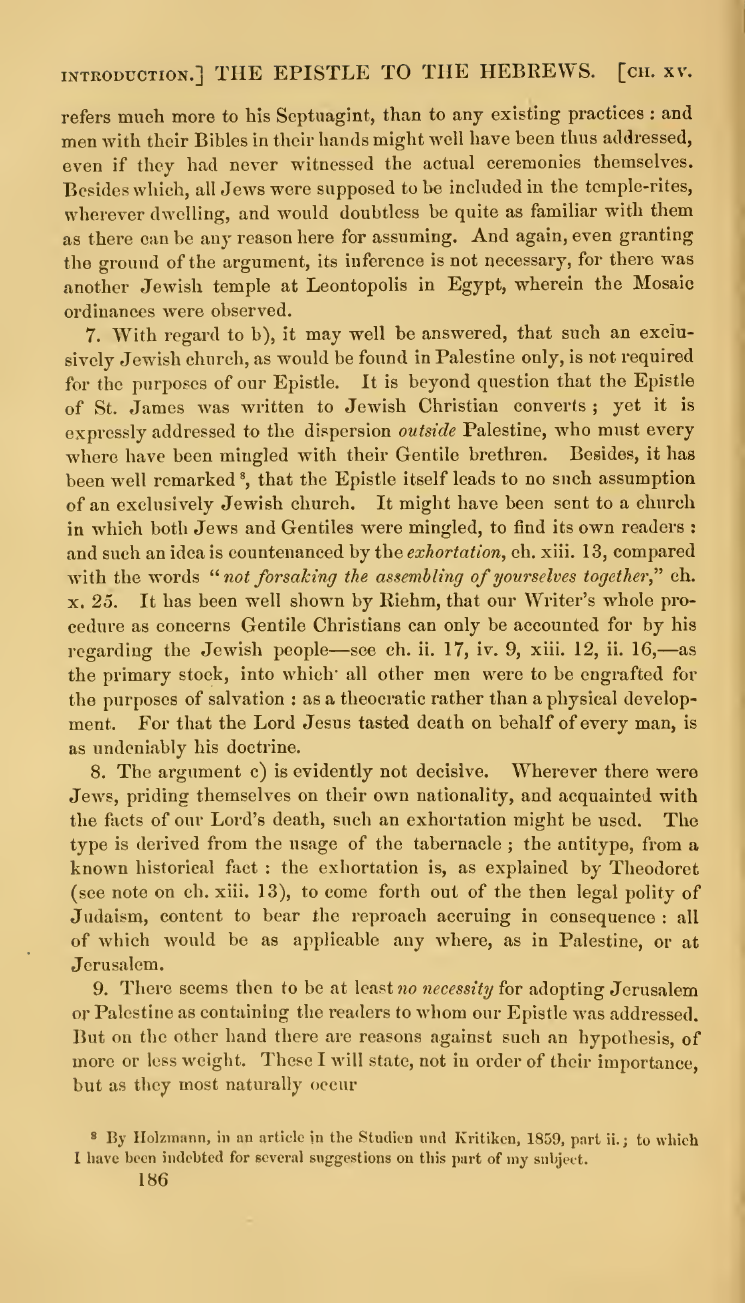 INTRODUCTION.] THE EPISTLE TO THE HEBREWS. [CH. XV.
refers much more to his Septuagint, than to any existing practices : and
men with their Bibles in their hands might well have been thus addressed,
even if they had never witnessed the actual ceremonies themselves.
Besides which, all Jews were supposed to be included in the temple-rites,
wherever dwelling, and would doubtless be quite as familiar with them
as there can be any reason here for assuming. And again, even granting
the ground of the argument, its inference is not necessary, for there was
another Jewish temple at Leontopolis in Egypt, wherein the Mosaic
ordinances were observed.
7. With regard to b), it may well be answered, that such an exclu-
sively Jewish church, as would be found in Palestine only, is not required
for the purposes of our Epistle. It is beyond question that the Epistle
of St. James was written to Jewish Christian converts ; yet it is
expressly addressed to the dispersion outside Palestine, who must every
where have been mingled with their Gentile brethren. Besides, it has
been well remarked 8, that the Epistle itself leads to no such assumption
of an exclusively Jewish church. It might have been sent to a church
in which both Jews and Gentiles were mingled, to find its own readers :
and such an idea is countenanced by the exhortation, ch. xiii. 13, compared
with the words "not forsaking the assembling of yourselves together," ch.
x. 25. It has been well shown by Riehm, that our Writer's whole pro-
cedure as concerns Gentile Christians can only be accounted for by his
regarding the Jewish people—see ch. ii. 17, iv. 9, xiii. 12, ii. 16,—as
the primary stock, into which all other men were to be engrafted for
the purposes of salvation : as a theocratic rather than a physical develop-
ment. For that the Lord Jesus tasted death on behalf of every man, is
as undeniably his doctrine.
8. The argument c) is evidently not decisive. Wherever there were
Jews, priding themselves on their own nationality, and acquainted with
the facts of our Lord's death, such an exhortation might be used. The
type is derived from the usage of the tabernacle ; the antitype, from a
known historical fact : the exhortation is, as explained by Theodoret
(see note on ch. xiii. 13), to come forth out of the then legal polity of
Judaism, content to bear the reproach accruing in consequence : all
of which would be as applicable any where, as in Palestine, or at
Jerusalem.
9. There seems then to be at least no necessity for adopting Jerusalem
or Palestine as containing the readers to whom our Epistle was addressed.
But on the other hand there are reasons against such an hypothesis, of
more or less weight. These I will state, not in order of their importance,
but as they most naturally occur
8 By Holzmann, in an article in the Studien und Kritiken, 1859, part ii.; to which
I have been indebted for several suggestions on this part of my subject.
186